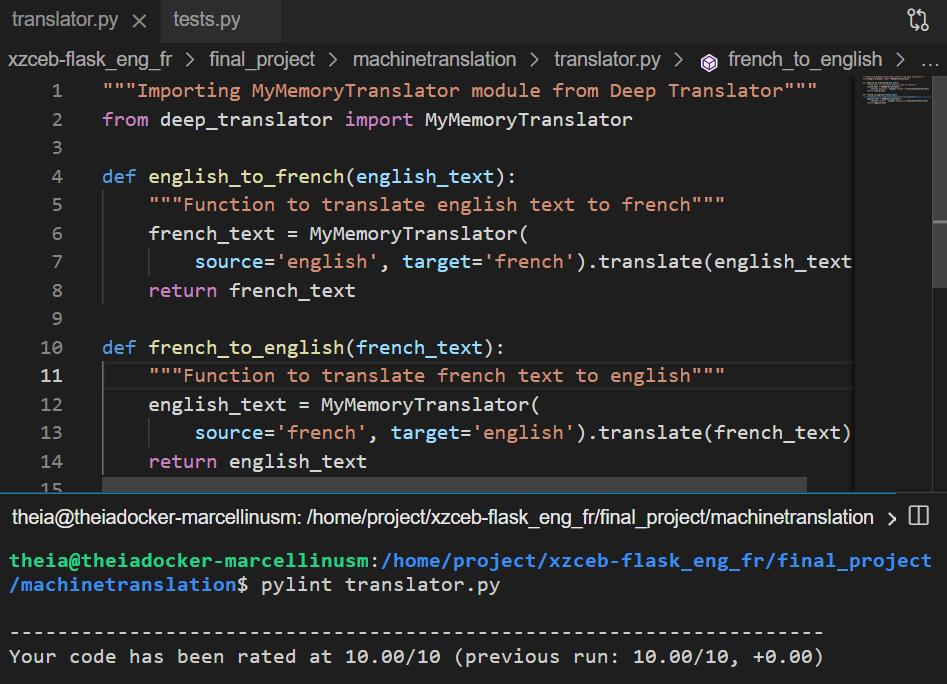 translator.py × tests.py
xzceb-flask_eng_fr > final_project > machinetranslation > translator.py > french_to_english > ...
1 """Importing MyMemoryTranslator module from Deep Translator"""
2 from deep_translator import MyMemoryTranslator
3
4 def english_to_french(english_text):
5 """Function to translate english text to french"""
6 french_text = MyMemoryTranslator(
7 source='english', target='french').translate(english_text
8 return french_text
9
10 def french_to_english(french_text):
11 """Function to translate french text to english"""
12 english_text = MyMemoryTranslator(
13 source='french', target='english').translate(french_text)
14 return english_text
15
theia@theiadocker-marcellinusm: /home/project/xzceb-flask_eng_fr/final_project/machinetranslation >
theia@theiadocker-marcellinusm:/home/project/xzceb-flask_eng_fr/final_project
/machinetranslation$ pylint translator.py
--------------------------------------------------------------------
Your code has been rated at 10.00/10 (previous run: 10.00/10, +0.00)